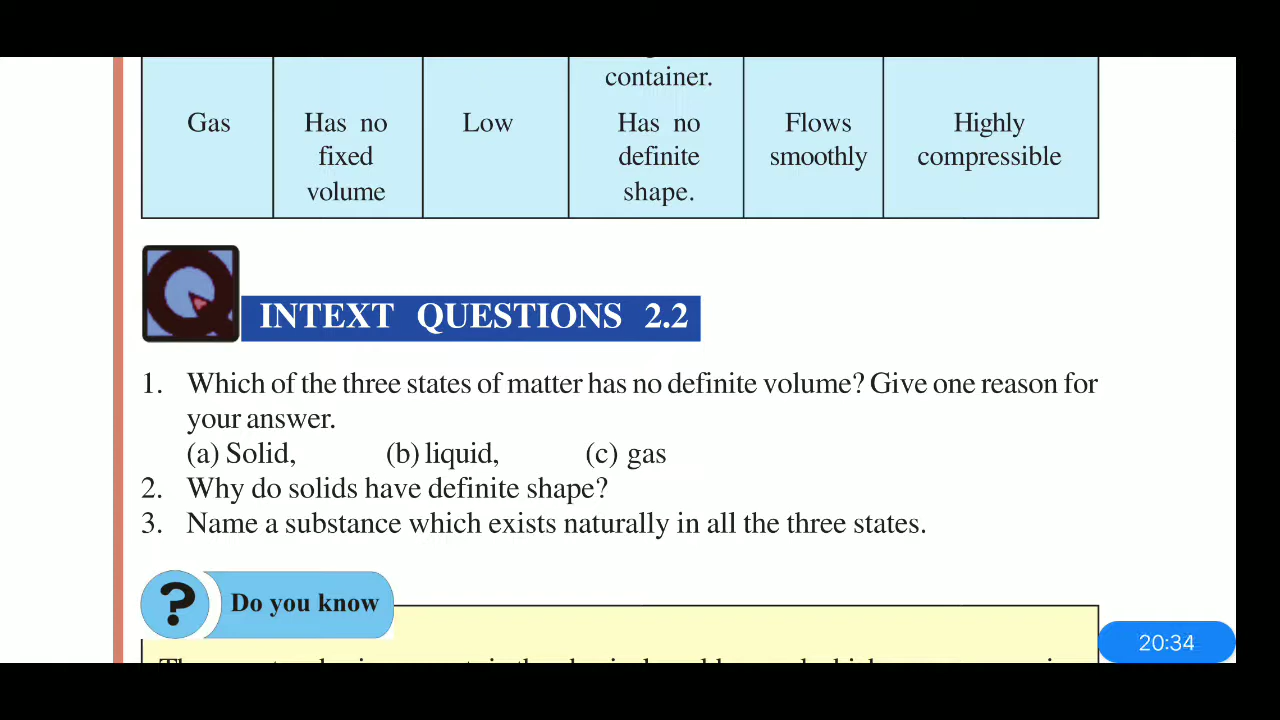 container.
Gas Has no Low Has no Flows Highly
fixed definite smoothly compressible
volume shape.
INTEXT QUESTIONS 2.2
1. Which of the three states of matter has no definite volume? Give one reason for
your answer.
(a) Solid, (b) liquid, (c) gas
2. Why do solids have definite shape?
3. Name a substance which exists naturally in all the three states.
? Do you know
20:34